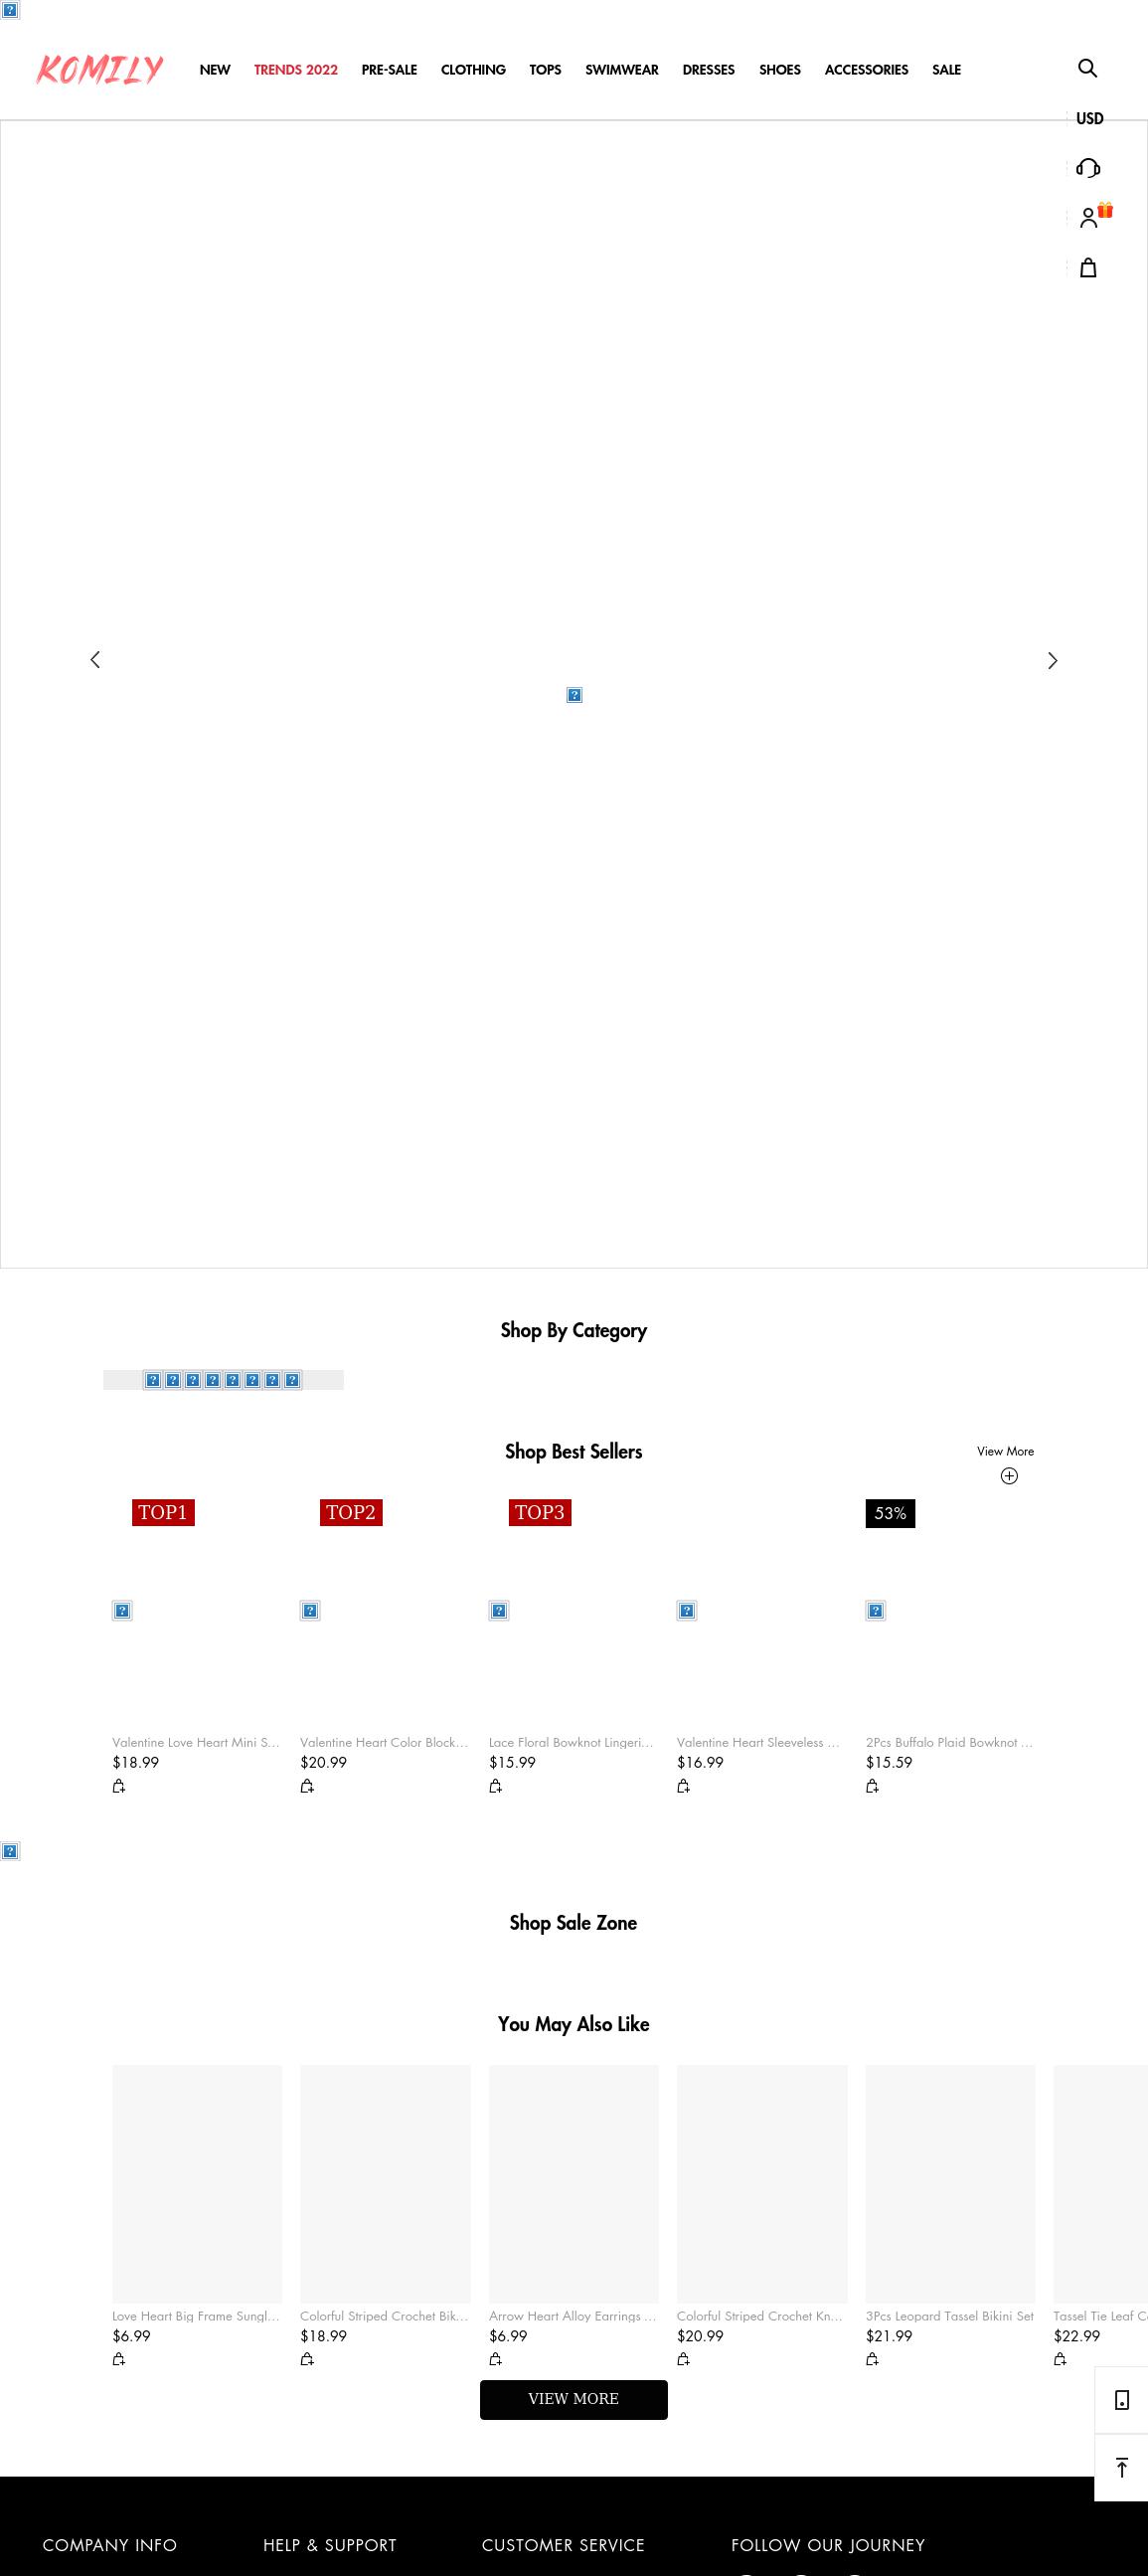 KOMILY
NEW TRENDS 2022 PRE-SALE CLOTHING TOPS SWIMWEAR DRESSES SHOES ACCESSORIES SALE
USD
Shop By Category
Shop Best Sellers
View More
TOP1 TOP2 TOP3 53%
Valentine Love Heart Mini S... Valentine Heart Color Block... Lace Floral Bowknot Lingeri... Valentine Heart Sleeveless ... 2Pcs Buffalo Plaid Bowknot ...
$18.99 $20.99 $15.99 $16.99 $15.59
Shop Sale Zone
You May Also Like
Love Heart Big Frame Sungl... Colorful Striped Crochet Bik... Arrow Heart Alloy Earrings ... Colorful Striped Crochet Kn... 3Pcs Leopard Tassel Bikini Set Tassel Tie Leaf C
$6.99 $18.99 $6.99 $20.99 $21.99 $22.99
VIEW MORE
COMPANY INFO HELP & SUPPORT CUSTOMER SERVICE FOLLOW OUR JOURNEY